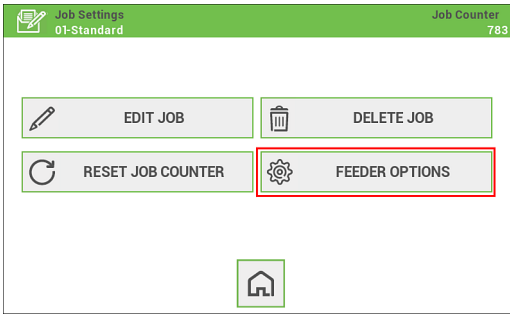 Job Settings
Job Counter
01-Standard
783
EDIT JOB
DELETE JOB
RESET JOB COUNTER
FEEDER OPTIONS